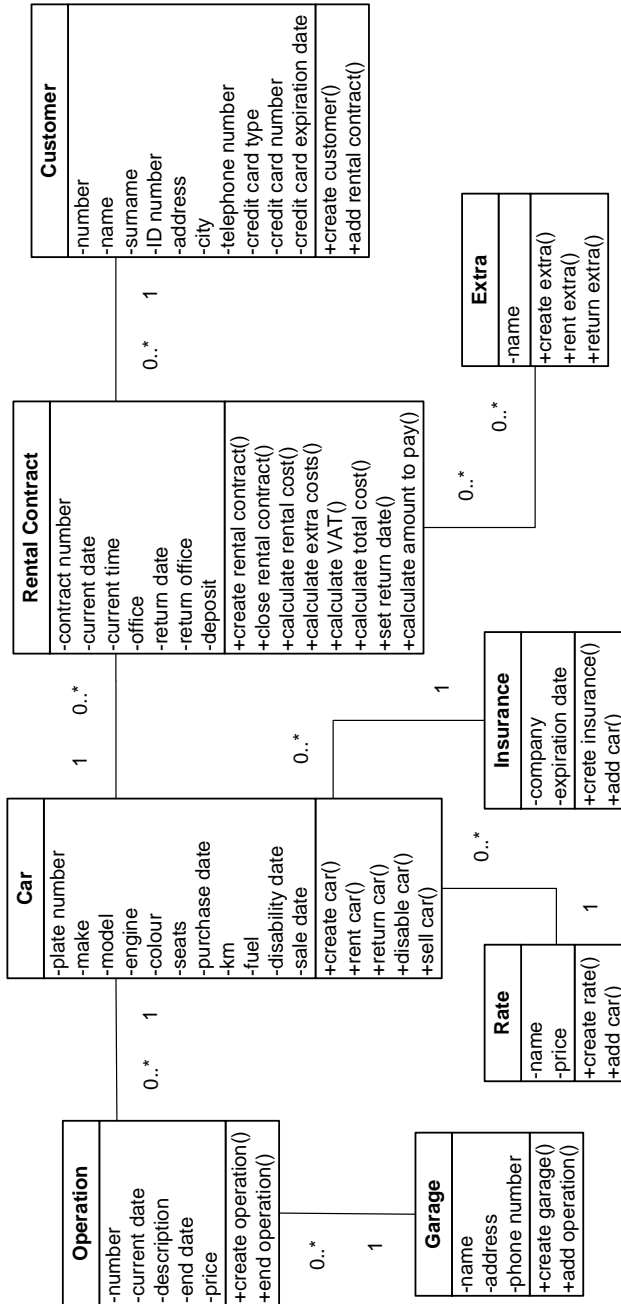 Operation
-number
-current date
-description
-end date
-price
+create operation()
+end operation()
0..*
1
Car
-plate number
-make
-model
-engine
-colour
-seats
-purchase date
-km
-fuel
-disability date
-sale date
+create car()
+rent car()
+return car()
+disable car()
+sell car()
1
0..*
Rental Contract
-contract number
-current date
-current time
-office
-return date
-return office
-deposit
+create rental contract()
+close rental contract()
+calculate rental cost()
+calculate extra costs()
+calculate VAT()
+calculate total cost()
+set return date()
+calculate amount to pay()
0..*
1
Customer
-number
-name
-surname
-ID number
-address
-city
-telephone number
-credit card type
-credit card number
-credit card expiration date
+create customer()
+add rental contract()
0..*
1
Garage
-name
-address
-phone number
+create garage()
+add operation()
0..*
1
Rate
-name
-price
+create rate()
+add car()
0..*
1
Insurance
-company
-expiration date
+crete insurance()
+add car()
0..*
0..*
Extra
-name
+create extra()
+rent extra()
+return extra()